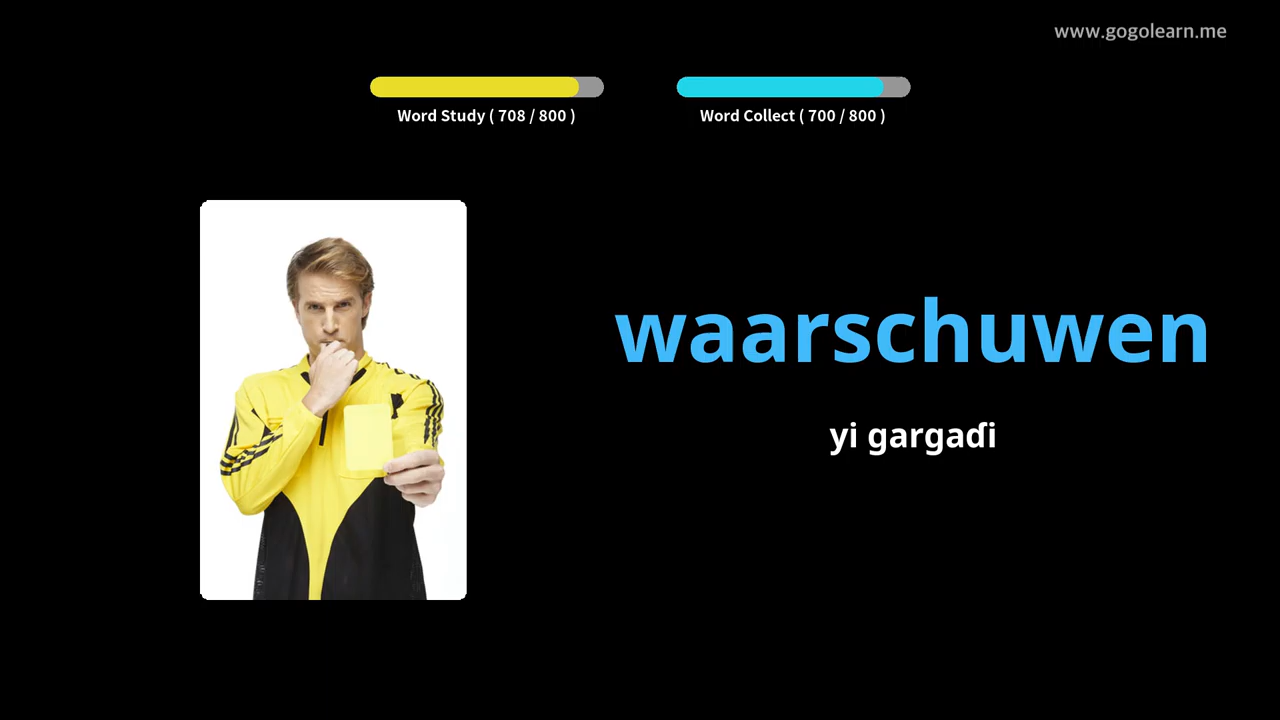 www.gogolearn.me
Word Study ( 708 / 800 )
Word Collect ( 700 / 800 )
waarschuwen
yi gargaɗi